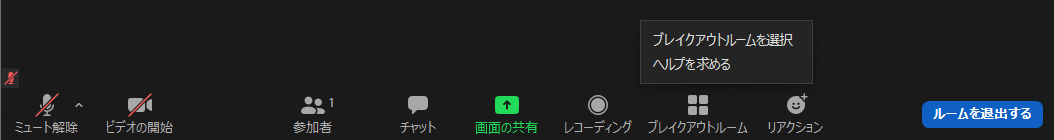 ブレイクアウトルームを選択
ヘルプを求める
ミュート解除
ビデオの開始
参加者
1
チャット
画面の共有
レコーディング
ブレイクアウトルーム
リアクション
ルームを退出する